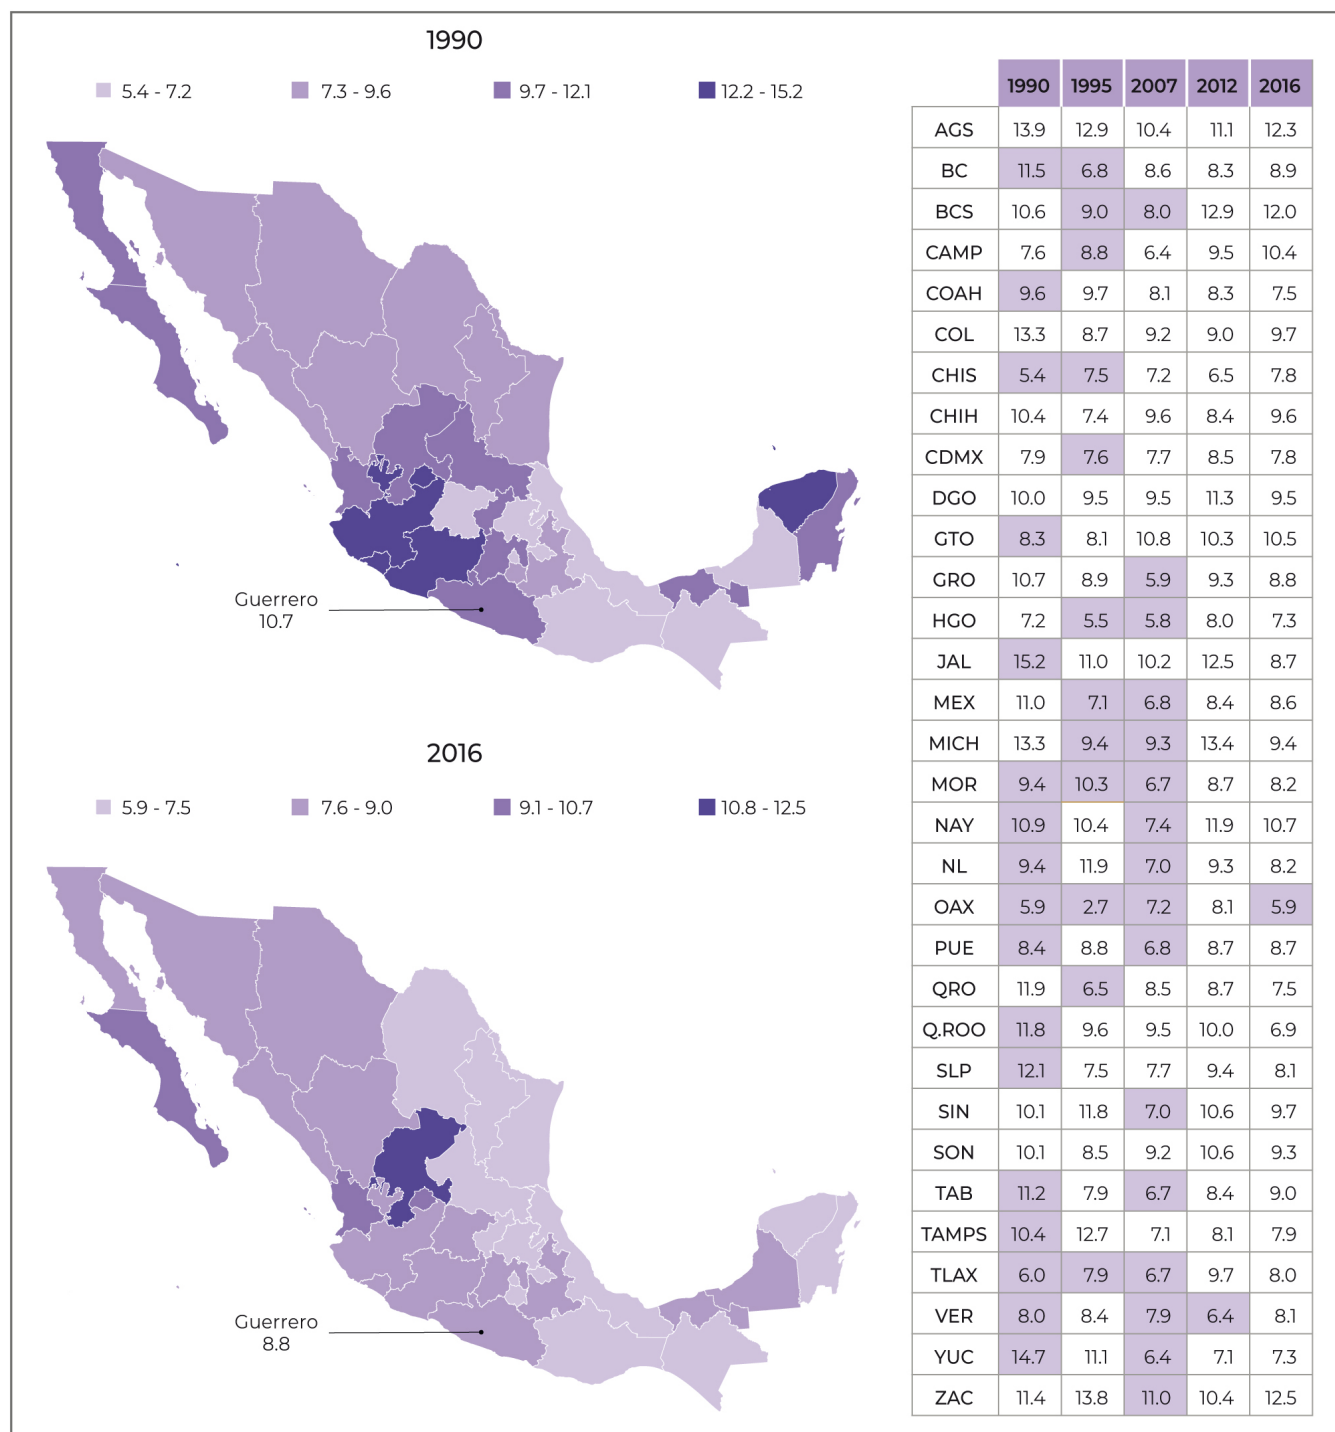 1990
5.4 - 7.2 7.3 - 9.6 9.7 - 12.1 12.2 - 15.2
Guerrero
10.7
2016
5.9 - 7.5 7.6 - 9.0 9.1 - 10.7 10.8 - 12.5
Guerrero
8.8
1990 1995 2007 2012 2016
AGS 13.9 12.9 10.4 11.1 12.3
BC 11.5 6.8 8.6 8.3 8.9
BCS 10.6 9.0 8.0 12.9 12.0
CAMP 7.6 8.8 6.4 9.5 10.4
COAH 9.6 9.7 8.1 8.3 7.5
COL 13.3 8.7 9.2 9.0 9.7
CHIS 5.4 7.5 7.2 6.5 7.8
CHIH 10.4 7.4 9.6 8.4 9.6
CDMX 7.9 7.6 7.7 8.5 7.8
DGO 10.0 9.5 9.5 11.3 9.5
GTO 8.3 8.1 10.8 10.3 10.5
GRO 10.7 8.9 5.9 9.3 8.8
HGO 7.2 5.5 5.8 8.0 7.3
JAL 15.2 11.0 10.2 12.5 8.7
MEX 11.0 7.1 6.8 8.4 8.6
MICH 13.3 9.4 9.3 13.4 9.4
MOR 9.4 10.3 6.7 8.7 8.2
NAY 10.9 10.4 7.4 11.9 10.7
NL 9.4 11.9 7.0 9.3 8.2
OAX 5.9 2.7 7.2 8.1 5.9
PUE 8.4 8.8 6.8 8.7 8.7
QRO 11.9 6.5 8.5 8.7 7.5
Q.ROO 11.8 9.6 9.5 10.0 6.9
SLP 12.1 7.5 7.7 9.4 8.1
SIN 10.1 11.8 7.0 10.6 9.7
SON 10.1 8.5 9.2 10.6 9.3
TAB 11.2 7.9 6.7 8.4 9.0
TAMPS 10.4 12.7 7.1 8.1 7.9
TLAX 6.0 7.9 6.7 9.7 8.0
VER 8.0 8.4 7.9 6.4 8.1
YUC 14.7 11.1 6.4 7.1 7.3
ZAC 11.4 13.8 11.0 10.4 12.5